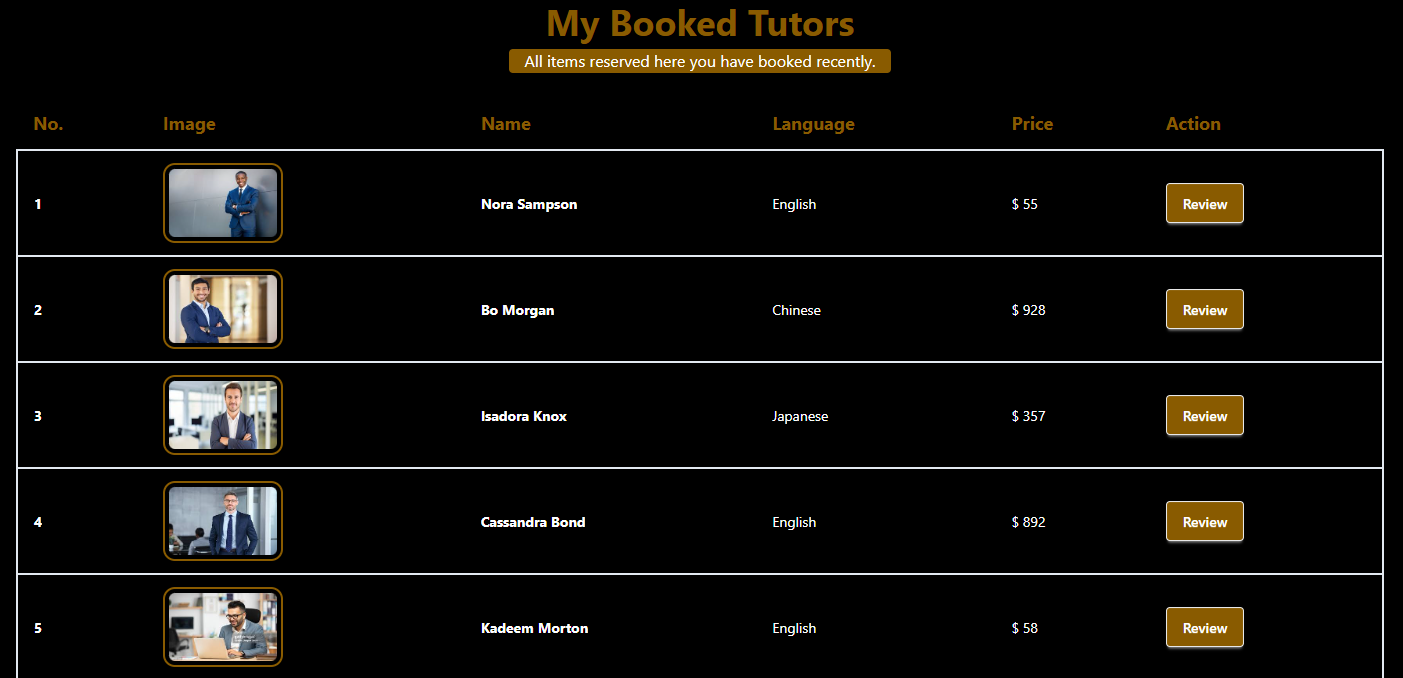 My Booked Tutors
All items reserved here you have booked recently.
No. Image Name Language Price Action
1 Nora Sampson English $ 55 Review
2 Bo Morgan Chinese $ 928 Review
3 Isadora Knox Japanese $ 357 Review
4 Cassandra Bond English $ 892 Review
5 Kadeem Morton English $ 58 Review